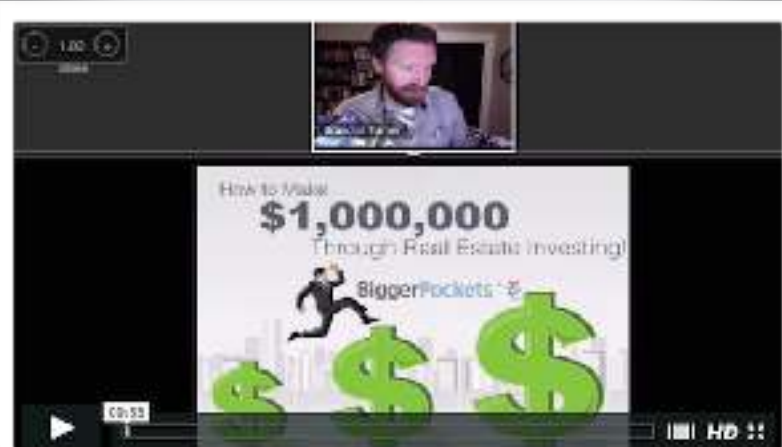 1.00
How to Make
$1,000,000
Through Real Estate Investing!
BiggerPockets
00:55
HD